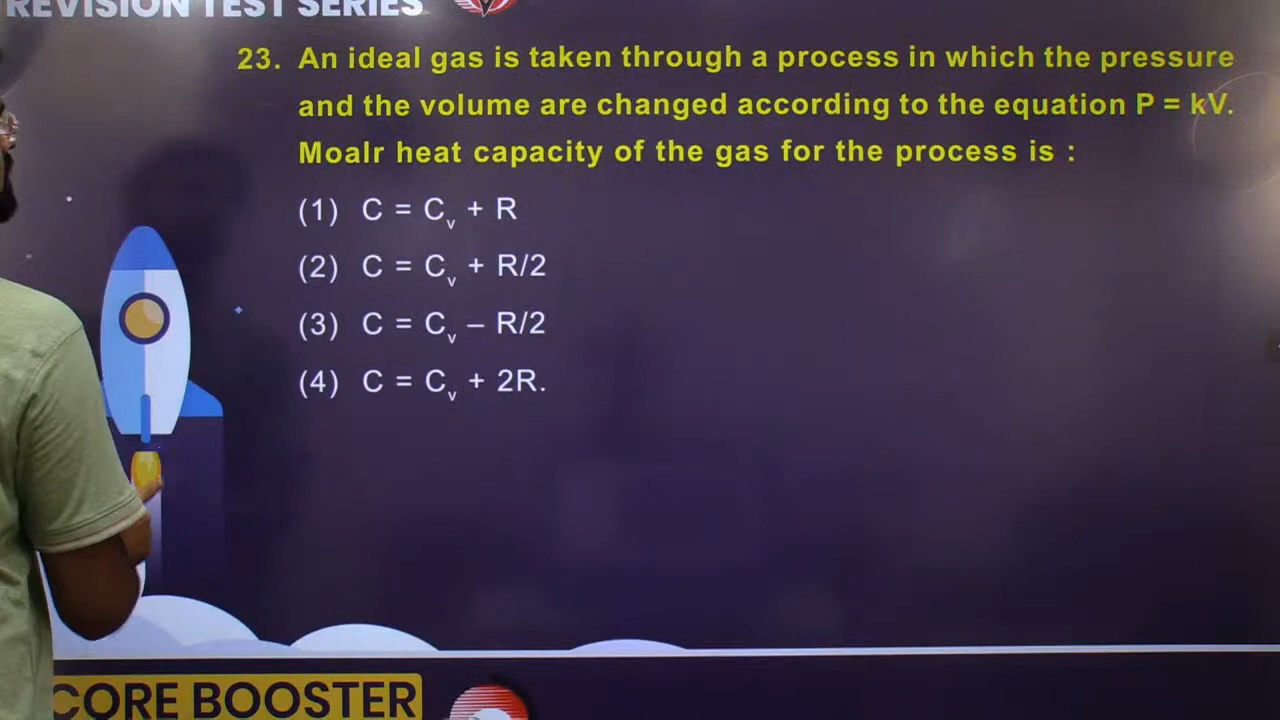 REVISION TEST SERIES
23. An ideal gas is taken through a process in which the pressure
and the volume are changed according to the equation P = kV.
Moalr heat capacity of the gas for the process is :
(1) C = Cv + R
(2) C = Cv + R/2
(3) C = Cv – R/2
(4) C = Cv + 2R.
CORE BOOSTER